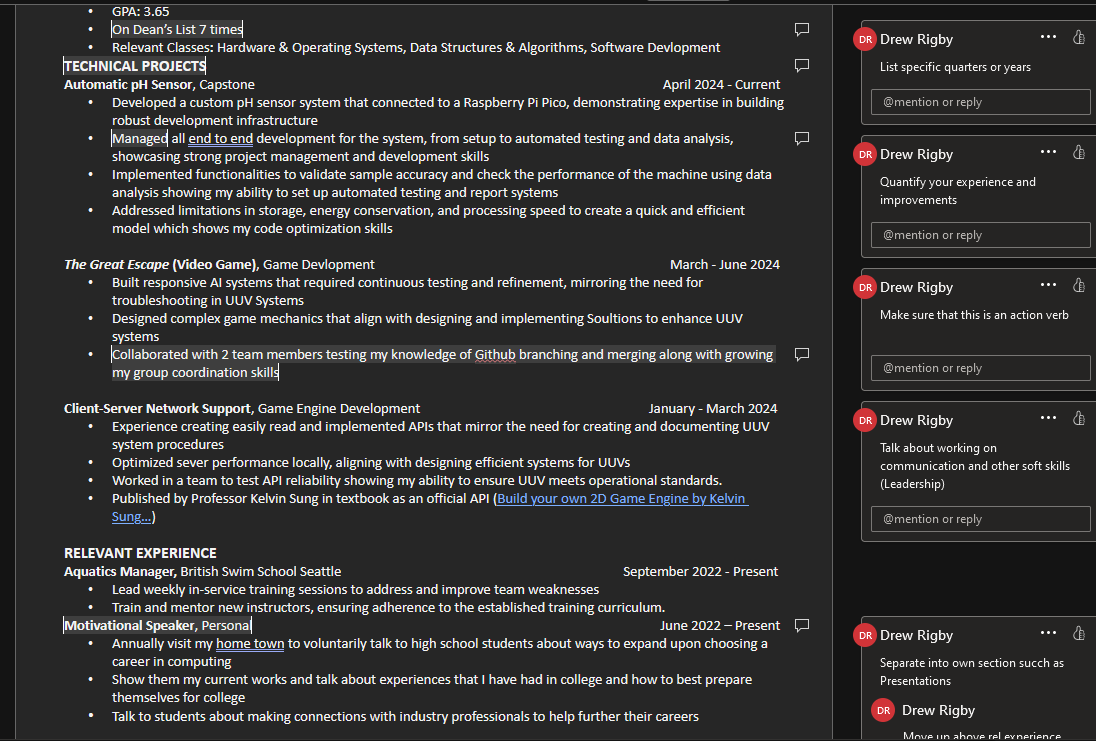 • GPA: 3.65
• On Dean’s List 7 times
• Relevant Classes: Hardware & Operating Systems, Data Structures & Algorithms, Software Devlopment
TECHNICAL PROJECTS
Automatic pH Sensor, Capstone April 2024 - Current
• Developed a custom pH sensor system that connected to a Raspberry Pi Pico, demonstrating expertise in building
robust development infrastructure
• Managed all end to end development for the system, from setup to automated testing and data analysis,
showcasing strong project management and development skills
• Implemented functionalities to validate sample accuracy and check the performance of the machine using data
analysis showing my ability to set up automated testing and report systems
• Addressed limitations in storage, energy conservation, and processing speed to create a quick and efficient
model which shows my code optimization skills
The Great Escape (Video Game), Game Devlopment March - June 2024
• Built responsive AI systems that required continuous testing and refinement, mirroring the need for
troubleshooting in UUV Systems
• Designed complex game mechanics that align with designing and implementing Soultions to enhance UUV
systems
• Collaborated with 2 team members testing my knowledge of Github branching and merging along with growing
my group coordination skills
Client-Server Network Support, Game Engine Development January - March 2024
• Experience creating easily read and implemented APIs that mirror the need for creating and documenting UUV
system procedures
• Optimized sever performance locally, aligning with designing efficient systems for UUVs
• Worked in a team to test API reliability showing my ability to ensure UUV meets operational standards.
• Published by Professor Kelvin Sung in textbook as an official API (Build your own 2D Game Engine by Kelvin
Sung...)
RELEVANT EXPERIENCE
Aquatics Manager, British Swim School Seattle September 2022 - Present
• Lead weekly in-service training sessions to address and improve team weaknesses
• Train and mentor new instructors, ensuring adherence to the established training curriculum.
Motivational Speaker, Personal June 2022 – Present
• Annually visit my home town to voluntarily talk to high school students about ways to expand upon choosing a
career in computing
• Show them my current works and talk about experiences that I have had in college and how to best prepare
themselves for college
• Talk to students about making connections with industry professionals to help further their careers
DR Drew Rigby
List specific quarters or years
@mention or reply
DR Drew Rigby
Quantify your experience and
improvements
@mention or reply
DR Drew Rigby
Make sure that this is an action verb
@mention or reply
DR Drew Rigby
Talk about working on
communication and other soft skills
(Leadership)
@mention or reply
DR Drew Rigby
Separate into own section succh as
Presentations
DR Drew Rigby
Move up above rel experience